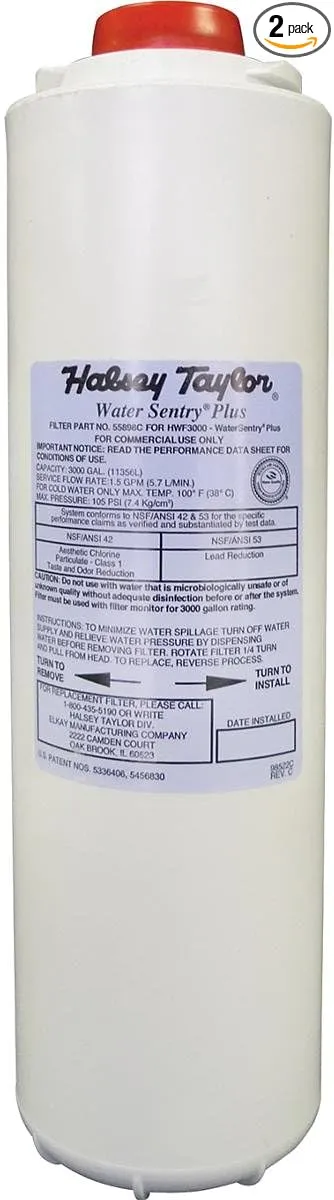 2
pack
Halsey Taylor®
Water Sentry® Plus
FILTER PART NO. 55898C FOR HWF3000 - WaterSentry® Plus
FOR COMMERCIAL USE ONLY
IMPORTANT NOTICE: READ THE PERFORMANCE DATA SHEET FOR
CONDITIONS OF USE.
CAPACITY: 3000 GAL. (11356L)
SERVICE FLOW RATE:1.5 GPM (5.7 L/MIN.)
FOR COLD WATER ONLY MAX. TEMP. 100° F (38° C)
MAX. PRESSURE: 105 PSI (7.4 Kg/cm²)
System conforms to NSF/ANSI 42 & 53 for the specific
performance claims as verified and substantiated by test data.
NSF/ANSI 42 NSF/ANSI 53
Aesthetic Chlorine Lead Reduction
Particulate - Class 1
Taste and Odor Reduction
CAUTION: Do not use with water that is microbiologically unsafe or of
unknown quality without adequate disinfection before or after the system.
Filter must be used with filter monitor for 3000 gallon rating.
INSTRUCTIONS: TO MINIMIZE WATER SPILLAGE TURN OFF WATER
SUPPLY AND RELIEVE WATER PRESSURE BY DISPENSING
WATER BEFORE REMOVING FILTER. ROTATE FILTER 1/4 TURN
AND PULL FROM HEAD. TO REPLACE, REVERSE PROCESS.
TURN TO
REMOVE
TURN TO
INSTALL
FOR REPLACEMENT FILTER, PLEASE CALL:
1-800-435-5190 OR WRITE
HALSEY TAYLOR DIV.
ELKAY MANUFACTURING COMPANY
2222 CAMDEN COURT
OAK BROOK, IL 60523
DATE INSTALLED
U.S. PATENT NOS. 5336406, 5456830
98522C
REV. C